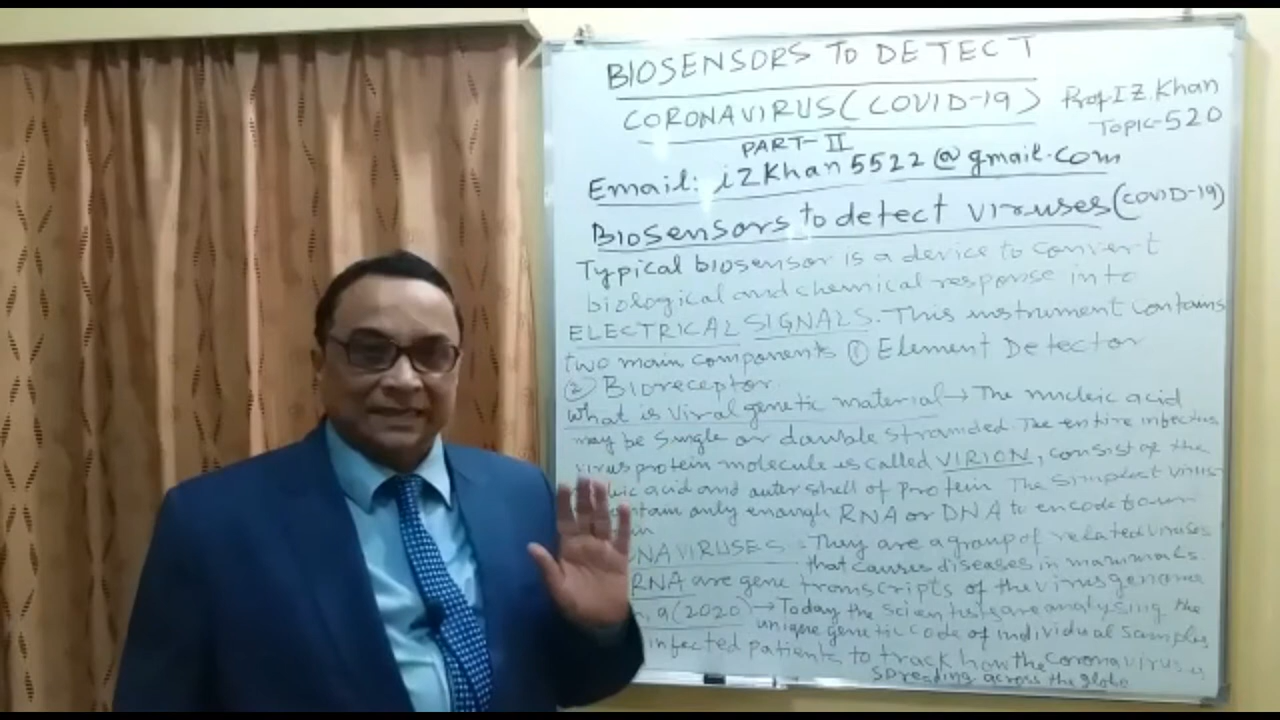 BIOSENSORS TO DETECT
CORONAVIRUS (COVID-19)
Prof. I Z. Khan
TOPIC-520
PART-II
Email: iZKhan5522@gmail.com
Biosensors to detect viruses (COVID-19)
Typical biosensor is a device to convert
biological and chemical response into
ELECTRICAL SIGNALS. This instrument contains
two main components ① Element Detector
② Bioreceptor
What is Viral genetic material → The nucleic acid
may be single or double stranded. The entire infectious
virus protein molecule is called VIRION, consist of the
acid and outer shell of protein The simplest virus
contain only enough RNA or DNA to encode four
NAVIRUSES. They are a group of related viruses
that causes diseases in mammals
RNA are gene transcripts of the virus genome
(2020) → Today the scientists are analysing the
unique genetic code of individual samples
infected patients to track how the coronavirus is
spreading across the globe